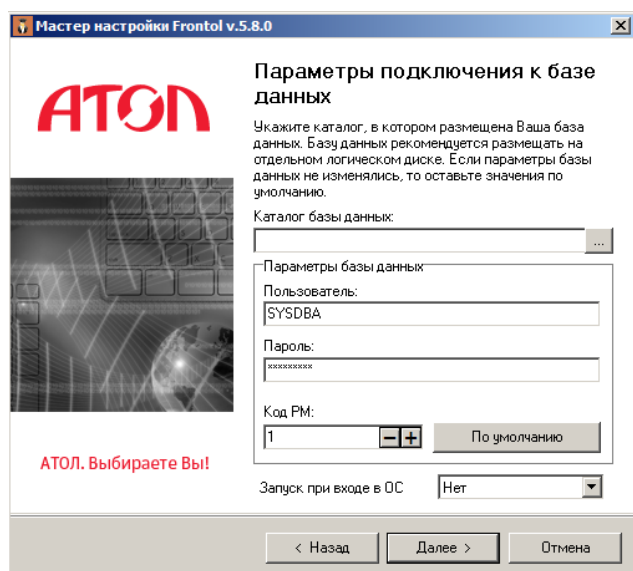 Мастер настройки Frontol v.5.8.0
АТОЛ
Параметры подключения к базе
данных
Укажите каталог, в котором размещена Ваша база
данных. Базу данных рекомендуется размещать на
отдельном логическом диске. Если параметры базы
данных не изменялись, то оставьте значения по
умолчанию.
Каталог базы данных:
...
Параметры базы данных
Пользователь:
SYSDBA
Пароль:
*********
Код РМ:
1
По умолчанию
АТОЛ. Выбираете Вы!
Запуск при входе в ОС Нет
< Назад Далее > Отмена